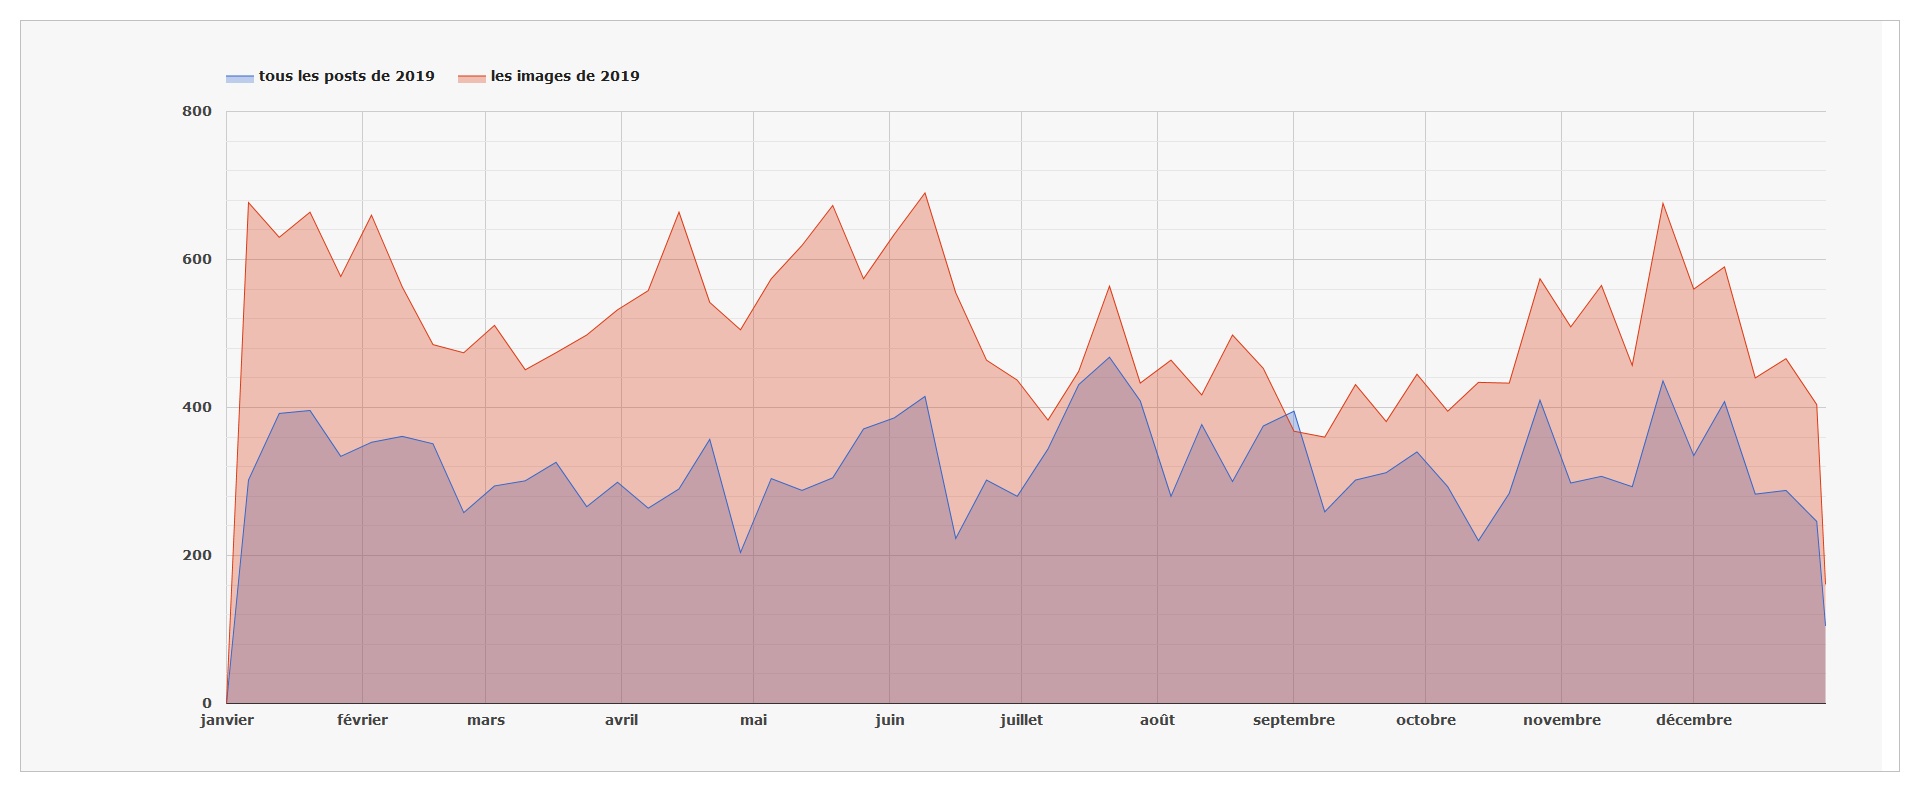 tous les posts de 2019 les images de 2019
800
600
400
200
0
janvier février mars avril mai juin juillet août septembre octobre novembre décembre